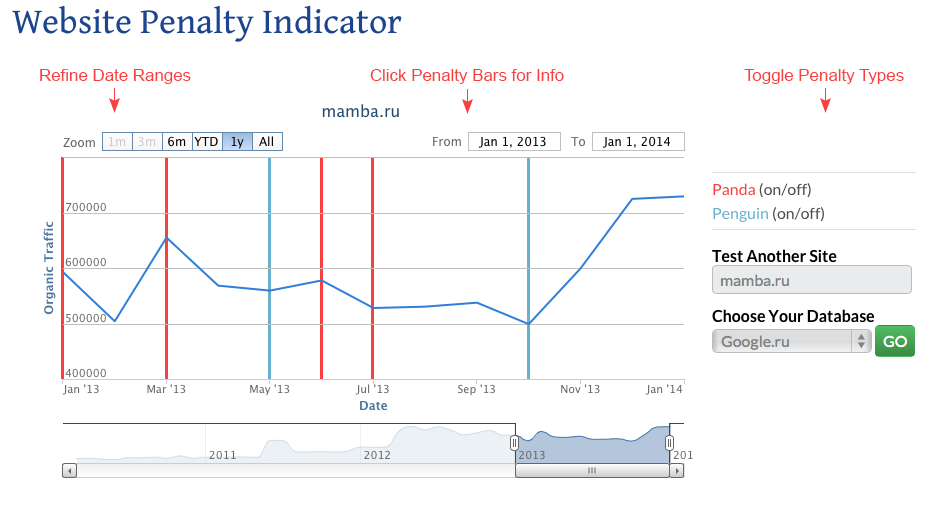 Website Penalty Indicator
Refine Date Ranges
Click Penalty Bars for Info
Toggle Penalty Types
mamba.ru
Zoom 1m 3m 6m YTD 1y All From Jan 1, 2013 To Jan 1, 2014
Panda (on/off)
Penguin (on/off)
Test Another Site
mamba.ru
Choose Your Database
Google.ru GO
Organic Traffic
700000
600000
500000
400000
Jan '13 Mar '13 May '13 Jul '13 Sep '13 Nov '13 Jan '14
Date
2011 2012 2013 201